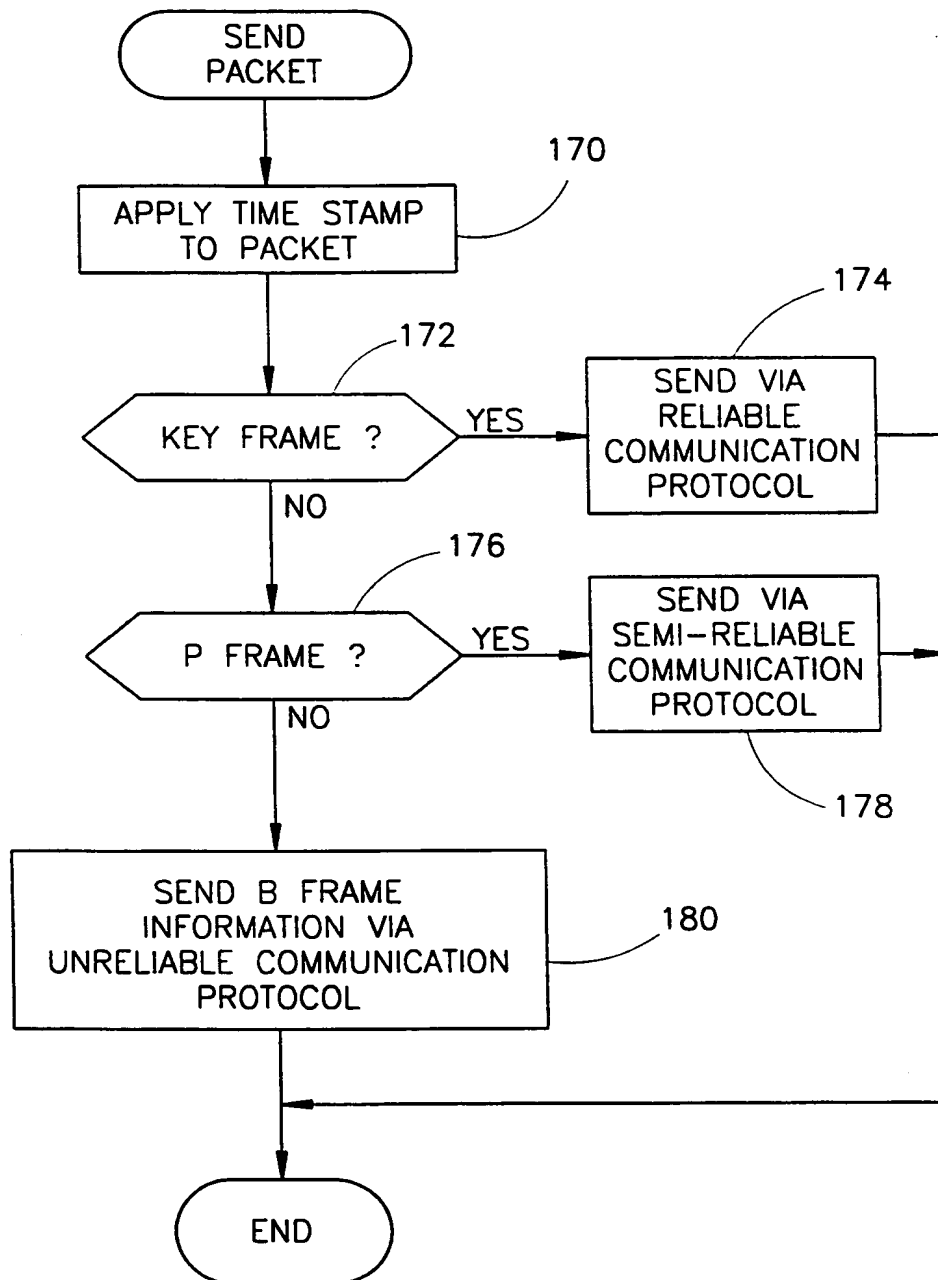 SEND
PACKET
170
APPLY TIME STAMP
TO PACKET
174
172
SEND VIA
RELIABLE
COMMUNICATION
PROTOCOL
KEY FRAME ?
YES
NO
176
SEND VIA
SEMI-RELIABLE
COMMUNICATION
PROTOCOL
P FRAME ?
YES
NO
178
SEND B FRAME
INFORMATION VIA
UNRELIABLE COMMUNICATION
PROTOCOL
180
END